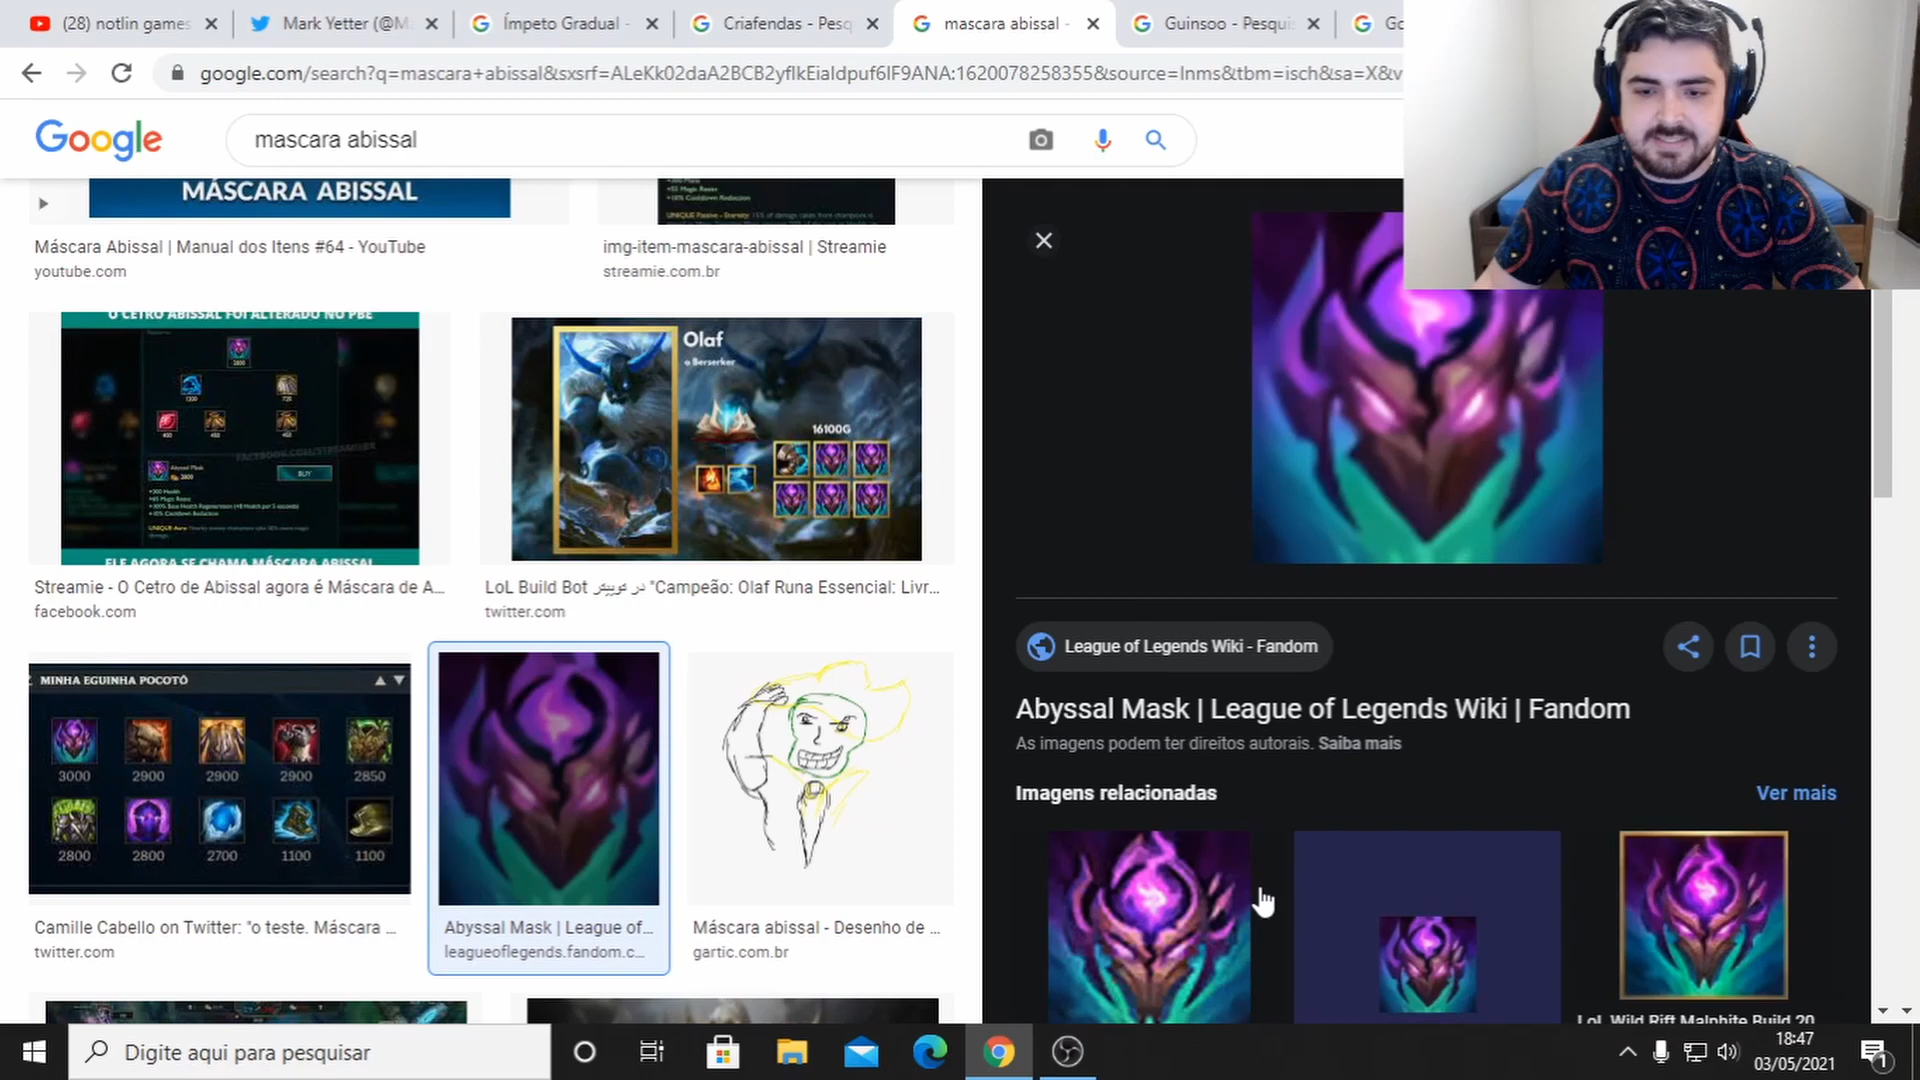 (28) notlin games
Mark Yetter (@M
Ímpeto Gradual -
Criafendas - Pesq
mascara abissal -
Guinsoo - Pesqui
google.com/search?q=mascara+abissal&sxsrf=ALeKk02daA2BCB2yflkEialdpuf6IF9ANA:1620078258355&source=lnms&tbm=isch&sa=X&v
Google
mascara abissal
MÁSCARA ABISSAL
Máscara Abissal | Manual dos Itens #64 - YouTube
youtube.com
img-item-mascara-abissal | Streamie
streamie.com.br
O CETRO ABISSAL FOI ALTERADO NO PBE
Abyssal Mask
BUY
ELE AGORA SE CHAMA MÁSCARA ABISSAL
Streamie - O Cetro de Abissal agora é Máscara de A...
facebook.com
Olaf
o Berserker
16100G
LoL Build Bot در توییتر "Campeão: Olaf Runa Essencial: Livr...
twitter.com
MINHA EGUINHA POCOTÓ
3000 2900 2900 2900 2850
2800 2800 2700 1100 1100
Camille Cabello on Twitter: "o teste. Máscara ...
twitter.com
Abyssal Mask | League of...
leagueoflegends.fandom.c...
Máscara abissal - Desenho de ...
gartic.com.br
League of Legends Wiki - Fandom
Abyssal Mask | League of Legends Wiki | Fandom
As imagens podem ter direitos autorais. Saiba mais
Imagens relacionadas
Ver mais
LoL Wild Rift Malphite Build 20
Digite aqui para pesquisar
18:47
03/05/2021
1